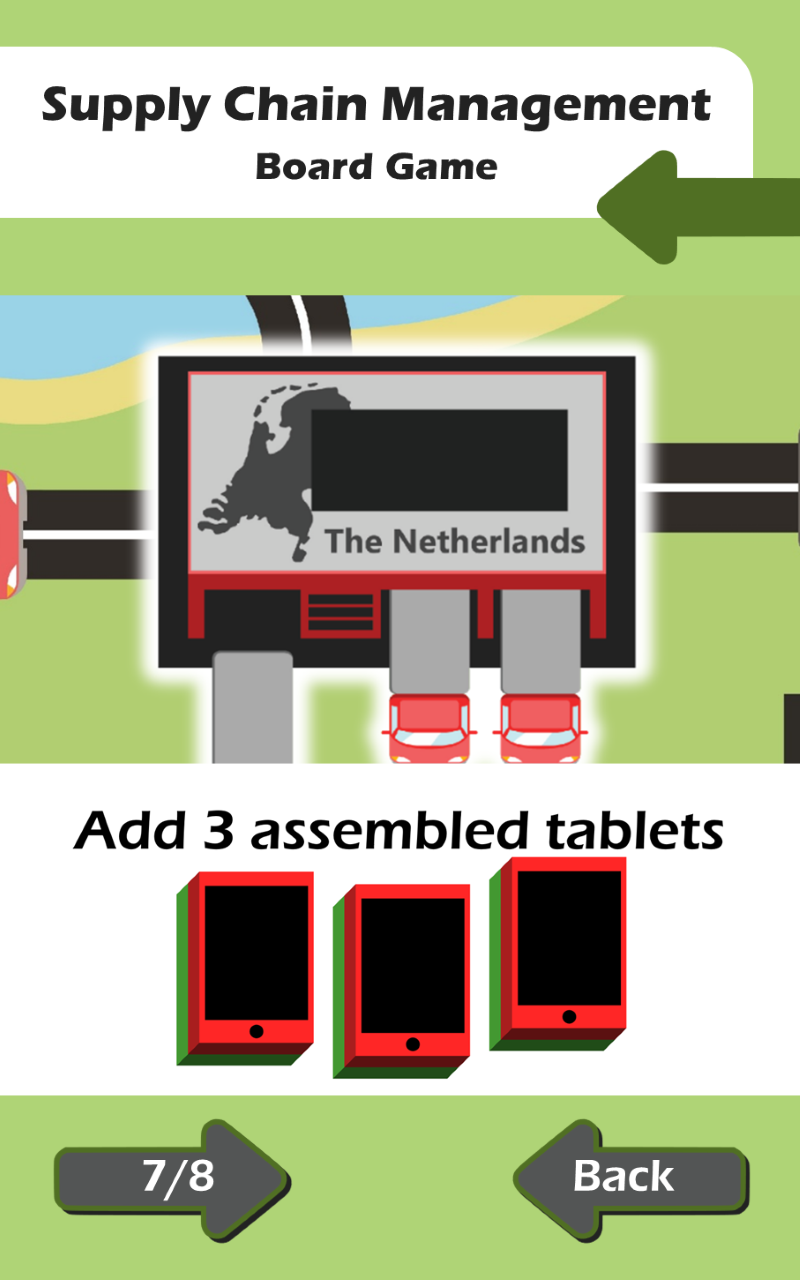 Supply Chain Management
Board Game
The Netherlands
Add 3 assembled tablets
7/8
Back